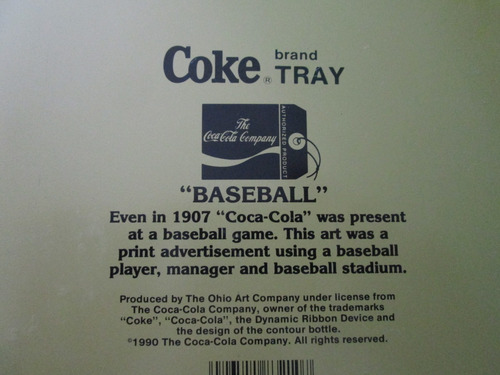 Coke® brand TRAY
The
Coca-Cola Company
AUTHORIZED PRODUCT
"BASEBALL"
Even in 1907 "Coca-Cola" was present
at a baseball game. This art was a
print advertisement using a baseball
player, manager and baseball stadium.
Produced by The Ohio Art Company under license from
The Coca-Cola Company, owner of the trademarks
"Coke", "Coca-Cola", the Dynamic Ribbon Device and
the design of the contour bottle.
©1990 The Coca-Cola Company. All rights reserved.